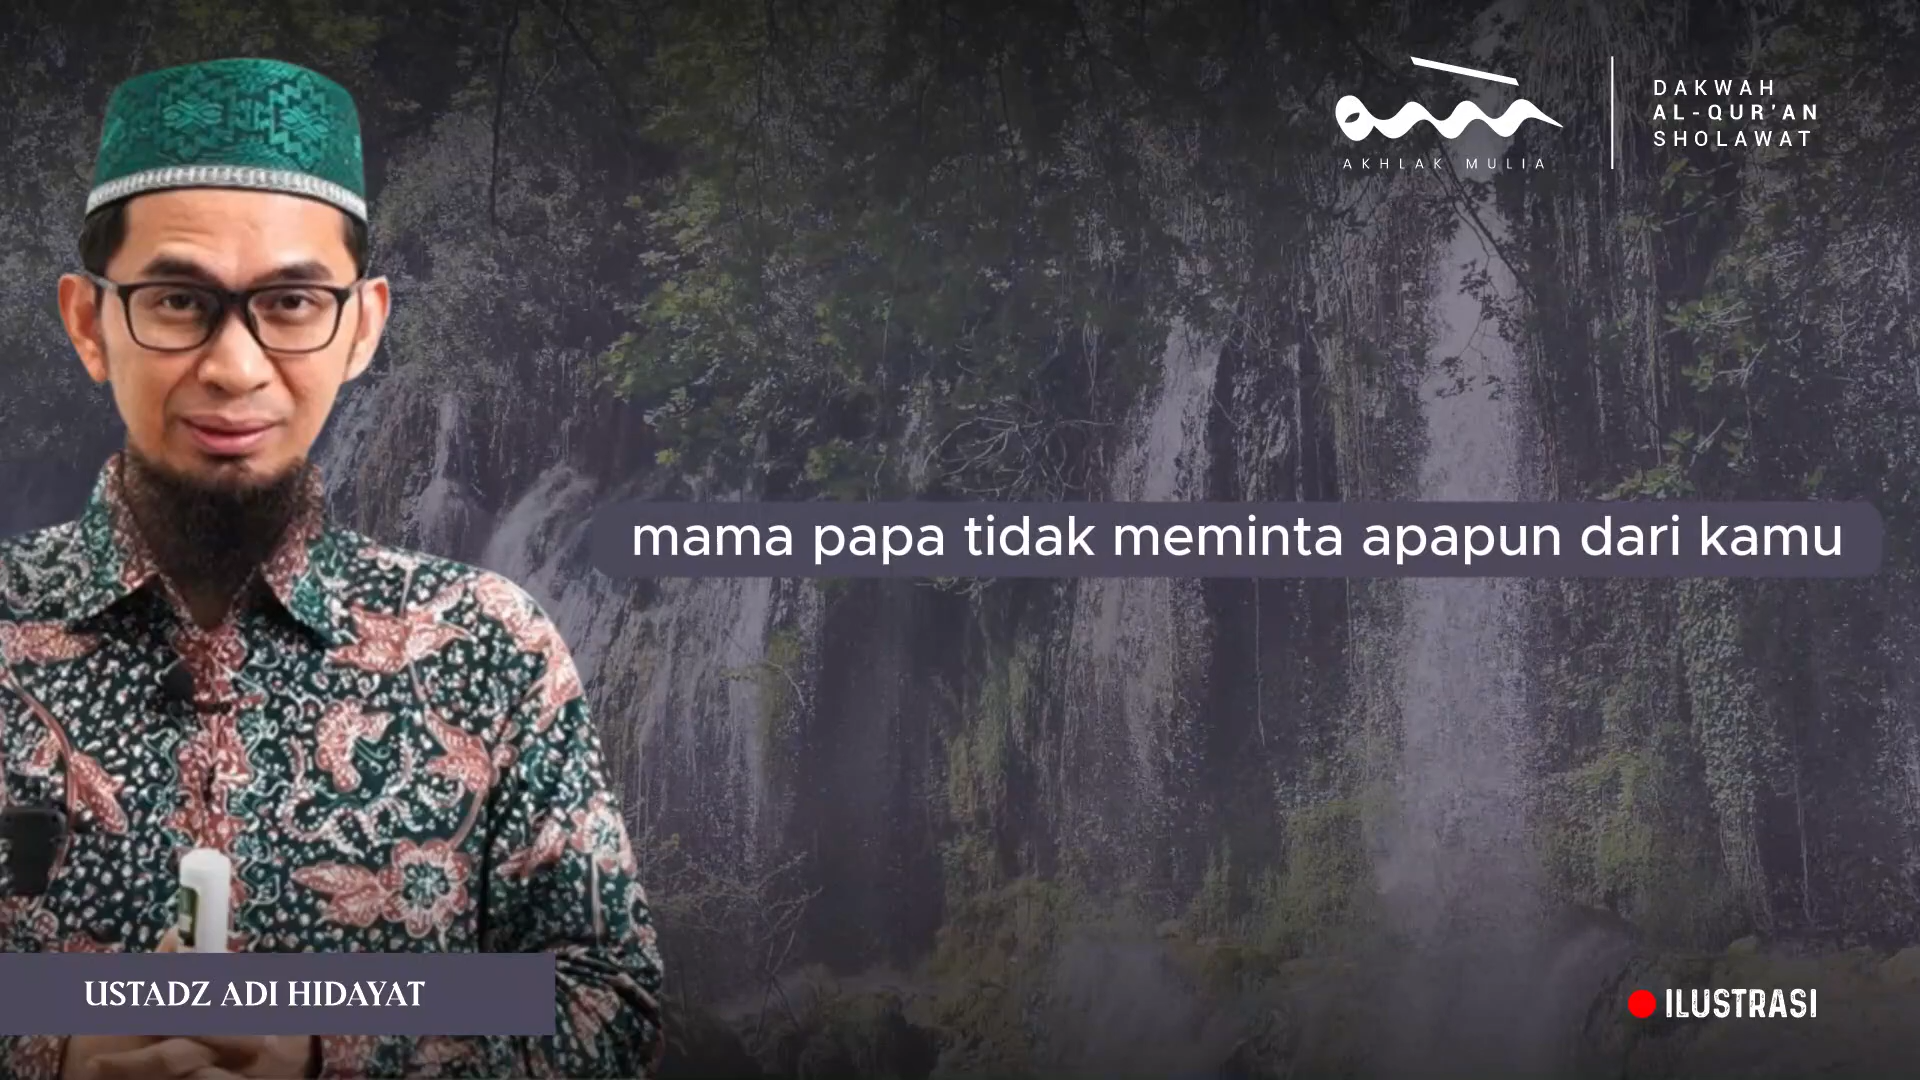 AKHLAK MULIA
DAKWAH
AL-QUR'AN
SHOLAWAT
mama papa tidak meminta apapun dari kamu
USTADZ ADI HIDAYAT
ILUSTRASI